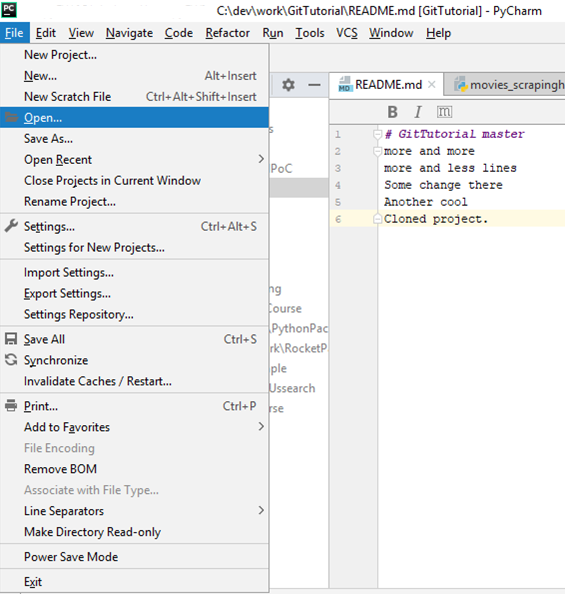 PC
C:\dev\work\GitTutorial\README.md [GitTutorial] - PyCharm
File Edit View Navigate Code Refactor Run Tools VCS Window Help
New Project...
New... Alt+Insert
New Scratch File Ctrl+Alt+Shift+Insert
Open...
Save As...
Open Recent
Close Projects in Current Window
Rename Project...
Settings... Ctrl+Alt+S
Settings for New Projects...
Import Settings...
Export Settings...
Settings Repository...
Save All Ctrl+S
Synchronize
Invalidate Caches / Restart...
Print... Ctrl+P
Add to Favorites
File Encoding
Remove BOM
Associate with File Type...
Line Separators
Make Directory Read-only
Power Save Mode
Exit
s
PoC
ng
Course
\PythonPac
rk\RocketP
ple
Ussearch
rse
MD README.md movies_scrapingh
B I m
1 # GitTutorial master
2 more and more
3 more and less lines
4 Some change there
5 Another cool
6 Cloned project.